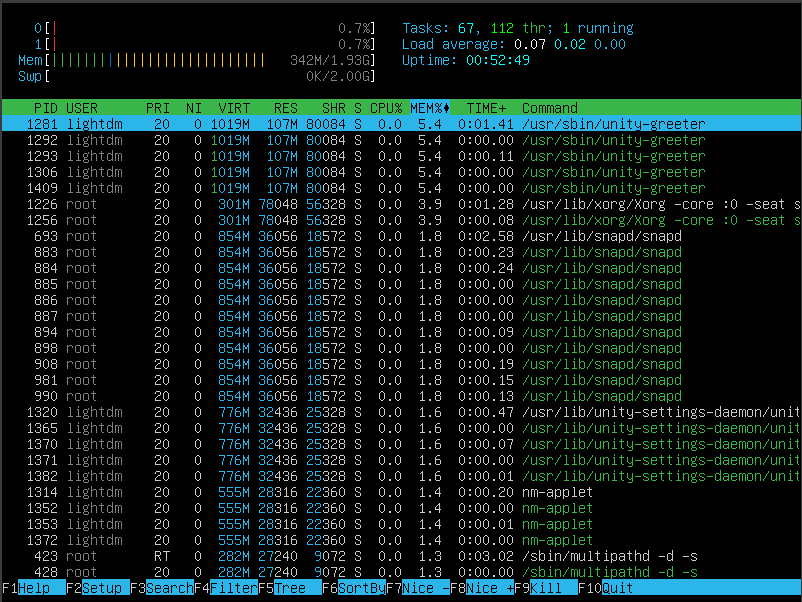 0[| 0.7%] Tasks: 67, 112 thr; 1 running
1[| 0.7%] Load average: 0.07 0.02 0.00
Mem[||||||||||||||||||||||||||| 342M/1.93G] Uptime: 00:52:49
Swp[ 0K/2.00G]
PID USER PRI NI VIRT RES SHR S CPU% MEM% TIME+ Command
1281 lightdm 20 0 1019M 107M 80084 S 0.0 5.4 0:01.41 /usr/sbin/unity-greeter
1292 lightdm 20 0 1019M 107M 80084 S 0.0 5.4 0:00.00 /usr/sbin/unity-greeter
1293 lightdm 20 0 1019M 107M 80084 S 0.0 5.4 0:00.11 /usr/sbin/unity-greeter
1306 lightdm 20 0 1019M 107M 80084 S 0.0 5.4 0:00.00 /usr/sbin/unity-greeter
1409 lightdm 20 0 1019M 107M 80084 S 0.0 5.4 0:00.00 /usr/sbin/unity-greeter
1226 root 20 0 301M 78048 56328 S 0.0 3.9 0:01.28 /usr/lib/xorg/Xorg -core :0 -seat s
1256 root 20 0 301M 78048 56328 S 0.0 3.9 0:00.08 /usr/lib/xorg/Xorg -core :0 -seat s
693 root 20 0 854M 36056 18572 S 0.0 1.8 0:02.58 /usr/lib/snapd/snapd
883 root 20 0 854M 36056 18572 S 0.0 1.8 0:00.23 /usr/lib/snapd/snapd
884 root 20 0 854M 36056 18572 S 0.0 1.8 0:00.24 /usr/lib/snapd/snapd
885 root 20 0 854M 36056 18572 S 0.0 1.8 0:00.00 /usr/lib/snapd/snapd
886 root 20 0 854M 36056 18572 S 0.0 1.8 0:00.00 /usr/lib/snapd/snapd
887 root 20 0 854M 36056 18572 S 0.0 1.8 0:00.00 /usr/lib/snapd/snapd
894 root 20 0 854M 36056 18572 S 0.0 1.8 0:00.09 /usr/lib/snapd/snapd
898 root 20 0 854M 36056 18572 S 0.0 1.8 0:00.00 /usr/lib/snapd/snapd
908 root 20 0 854M 36056 18572 S 0.0 1.8 0:00.19 /usr/lib/snapd/snapd
981 root 20 0 854M 36056 18572 S 0.0 1.8 0:00.15 /usr/lib/snapd/snapd
990 root 20 0 854M 36056 18572 S 0.0 1.8 0:00.13 /usr/lib/snapd/snapd
1320 lightdm 20 0 776M 32436 25328 S 0.0 1.6 0:00.47 /usr/lib/unity-settings-daemon/unit
1365 lightdm 20 0 776M 32436 25328 S 0.0 1.6 0:00.00 /usr/lib/unity-settings-daemon/unit
1370 lightdm 20 0 776M 32436 25328 S 0.0 1.6 0:00.07 /usr/lib/unity-settings-daemon/unit
1371 lightdm 20 0 776M 32436 25328 S 0.0 1.6 0:00.00 /usr/lib/unity-settings-daemon/unit
1382 lightdm 20 0 776M 32436 25328 S 0.0 1.6 0:00.01 /usr/lib/unity-settings-daemon/unit
1314 lightdm 20 0 555M 28316 22360 S 0.0 1.4 0:00.20 nm-applet
1352 lightdm 20 0 555M 28316 22360 S 0.0 1.4 0:00.00 nm-applet
1353 lightdm 20 0 555M 28316 22360 S 0.0 1.4 0:00.01 nm-applet
1372 lightdm 20 0 555M 28316 22360 S 0.0 1.4 0:00.00 nm-applet
423 root RT 0 282M 27240 9072 S 0.0 1.3 0:03.02 /sbin/multipathd -d -s
428 root 20 0 282M 27240 9072 S 0.0 1.3 0:00.00 /sbin/multipathd -d -s
F1Help F2Setup F3SearchF4FilterF5Tree F6SortByF7Nice -F8Nice +F9Kill F10Quit